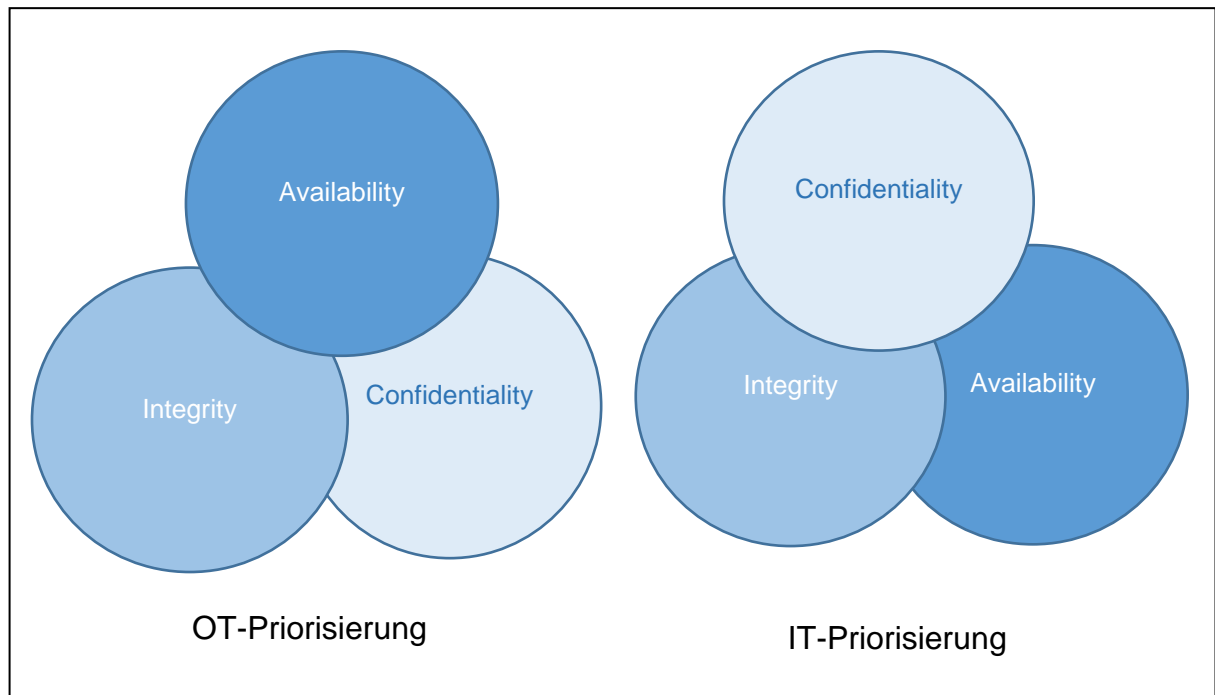 Availability
Integrity
Confidentiality
OT-Priorisierung
Confidentiality
Integrity
Availability
IT-Priorisierung